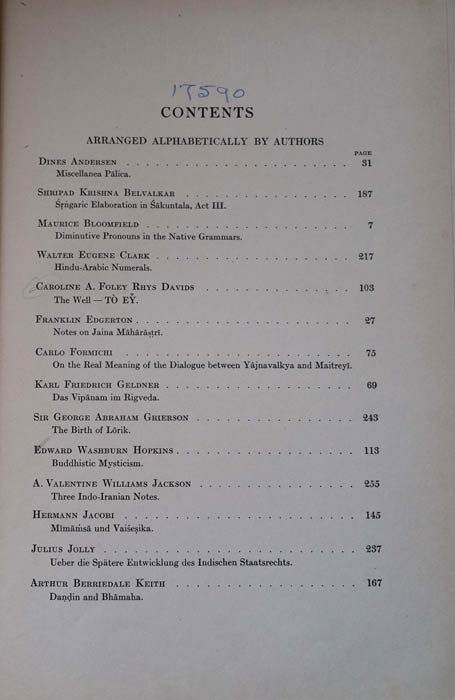 17590
CONTENTS
ARRANGED ALPHABETICALLY BY AUTHORS
PAGE
DINES ANDERSEN . . . . . . . . . . . . . . . . . . . . . 31
Miscellanea Pālica.
SHRIPAD KRISHNA BELVALKAR . . . . . . . . . . . . . . . 187
Śṛṅgaric Elaboration in Śākuntala, Act III.
MAURICE BLOOMFIELD . . . . . . . . . . . . . . . . . . . 7
Diminutive Pronouns in the Native Grammars.
WALTER EUGENE CLARK . . . . . . . . . . . . . . . . . . 217
Hindu-Arabic Numerals.
CAROLINE A. FOLEY RHYS DAVIDS . . . . . . . . . . . . . 103
The Well — TÒ EὟ.
FRANKLIN EDGERTON . . . . . . . . . . . . . . . . . . . 27
Notes on Jaina Māhārāṣṭrī.
CARLO FORMICHI . . . . . . . . . . . . . . . . . . . . . 75
On the Real Meaning of the Dialogue between Yājnavalkya and Maitreyī.
KARL FRIEDRICH GELDNER . . . . . . . . . . . . . . . . . 69
Das Vipānam im Rigveda.
SIR GEORGE ABRAHAM GRIERSON . . . . . . . . . . . . . . 243
The Birth of Lōrik.
EDWARD WASHBURN HOPKINS . . . . . . . . . . . . . . . . 113
Buddhistic Mysticism.
A. VALENTINE WILLIAMS JACKSON . . . . . . . . . . . . . 255
Three Indo-Iranian Notes.
HERMANN JACOBI . . . . . . . . . . . . . . . . . . . . . 145
Mīmāṁsā und Vaiśeṣika.
JULIUS JOLLY . . . . . . . . . . . . . . . . . . . . . . 237
Ueber die Spätere Entwicklung des Indischen Staatsrechts.
ARTHUR BERRIEDALE KEITH . . . . . . . . . . . . . . . . 167
Daṇḍin and Bhāmaha.